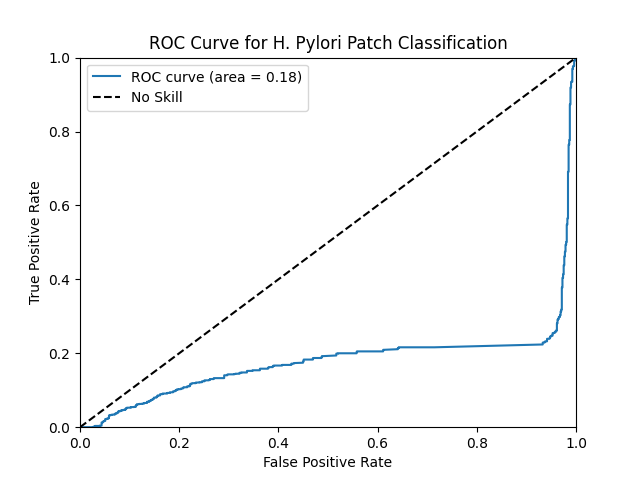 ROC Curve for H. Pylori Patch Classification
ROC curve (area = 0.18)
No Skill
True Positive Rate
1.0
0.8
0.6
0.4
0.2
0.0
0.0 0.2 0.4 0.6 0.8 1.0
False Positive Rate